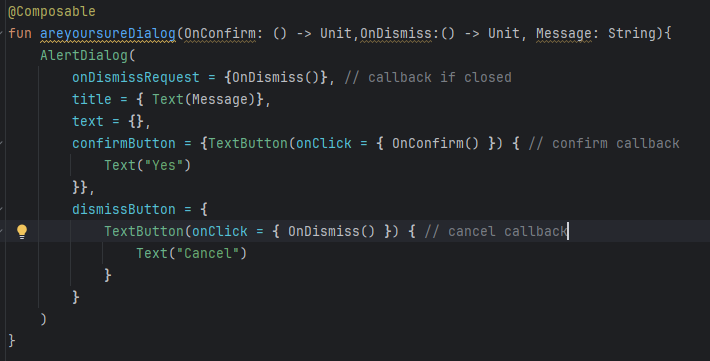 @Composable
fun areyoursureDialog(OnConfirm: () -> Unit,OnDismiss:() -> Unit, Message: String){
    AlertDialog(
        onDismissRequest = {OnDismiss()}, // callback if closed
        title = { Text(Message)},
        text = {},
        confirmButton = {TextButton(onClick = { OnConfirm() }) { // confirm callback
            Text("Yes")
        }},
        dismissButton = {
            TextButton(onClick = { OnDismiss() }) { // cancel callback
                Text("Cancel")
            }
        }
    )
}